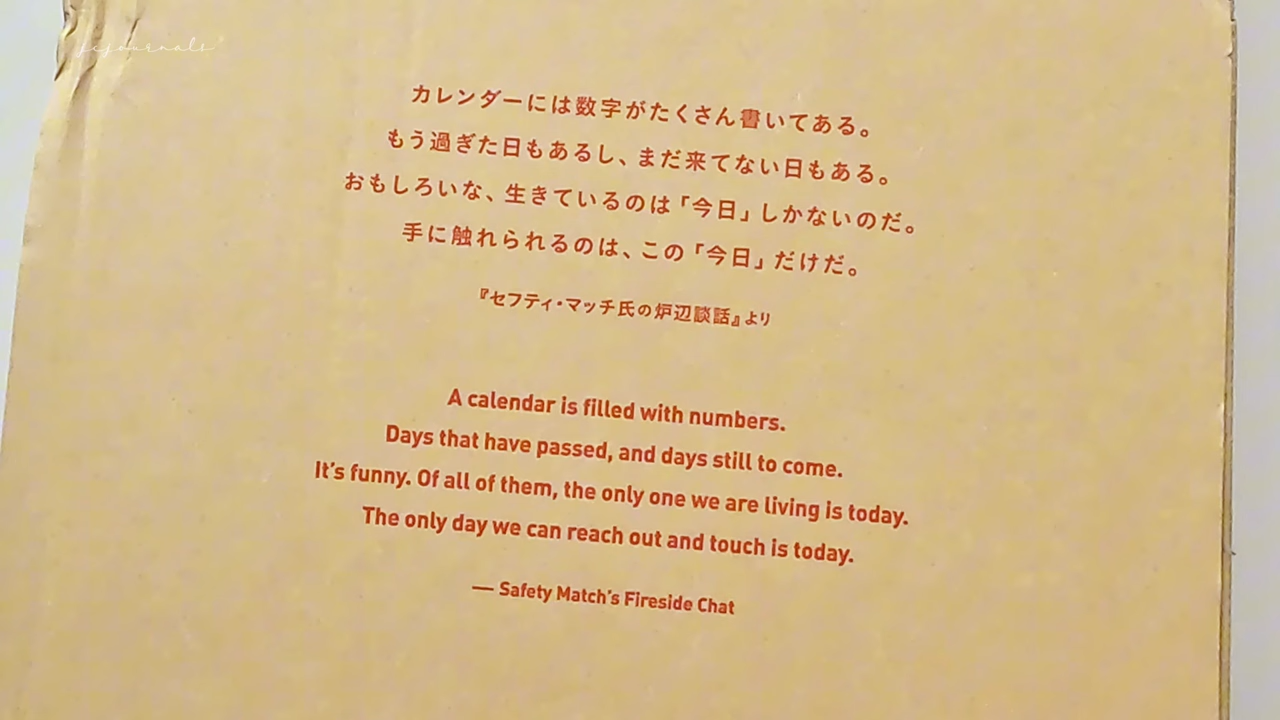 jejournals
カレンダーには数字がたくさん書いてある。
もう過ぎた日もあるし、まだ来てない日もある。
おもしろいな、生きているのは「今日」しかないのだ。
手に触れられるのは、この「今日」だけだ。
『セフティ・マッチ氏の炉辺談話』より
A calendar is filled with numbers.
Days that have passed, and days still to come.
It's funny. Of all of them, the only one we are living is today.
The only day we can reach out and touch is today.
— Safety Match's Fireside Chat